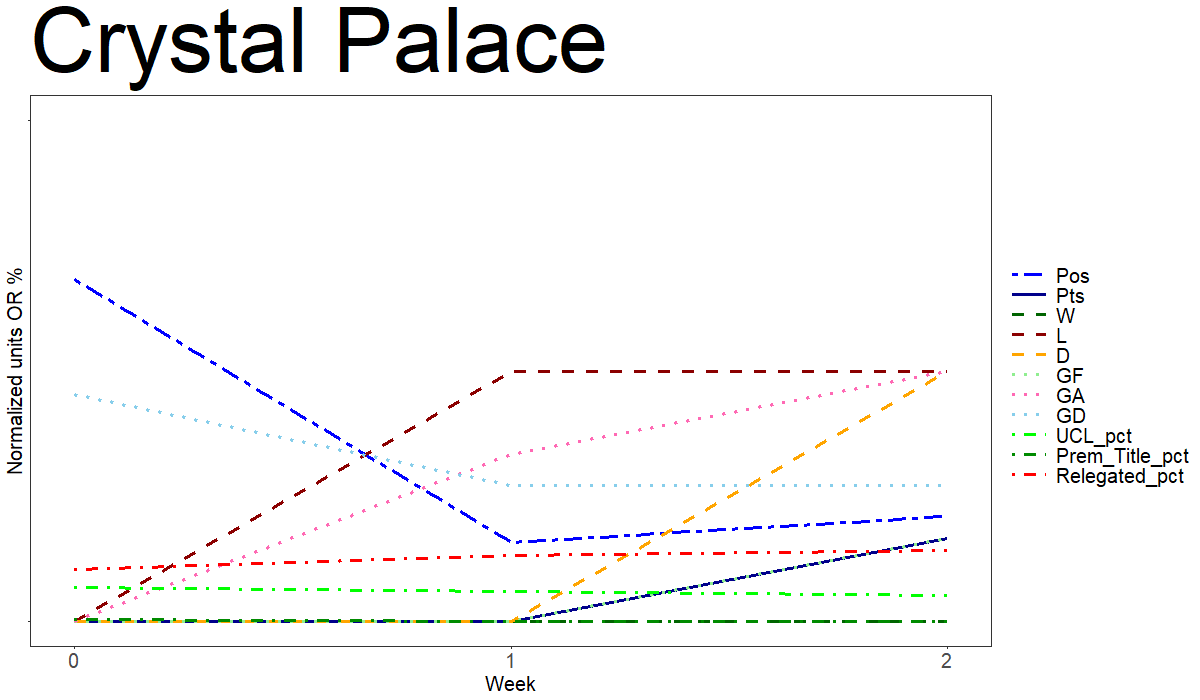 Crystal Palace
Normalized units OR %
0
1
2
Week
Pos
Pts
W
L
D
GF
GA
GD
UCL_pct
Prem_Title_pct
Relegated_pct